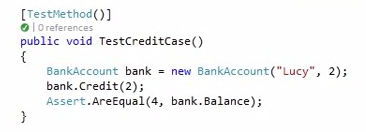 [TestMethod()]
| 0 references
public void TestCreditCase()
{
BankAccount bank = new BankAccount("Lucy", 2);
bank.Credit(2);
Assert.AreEqual(4, bank.Balance);
}